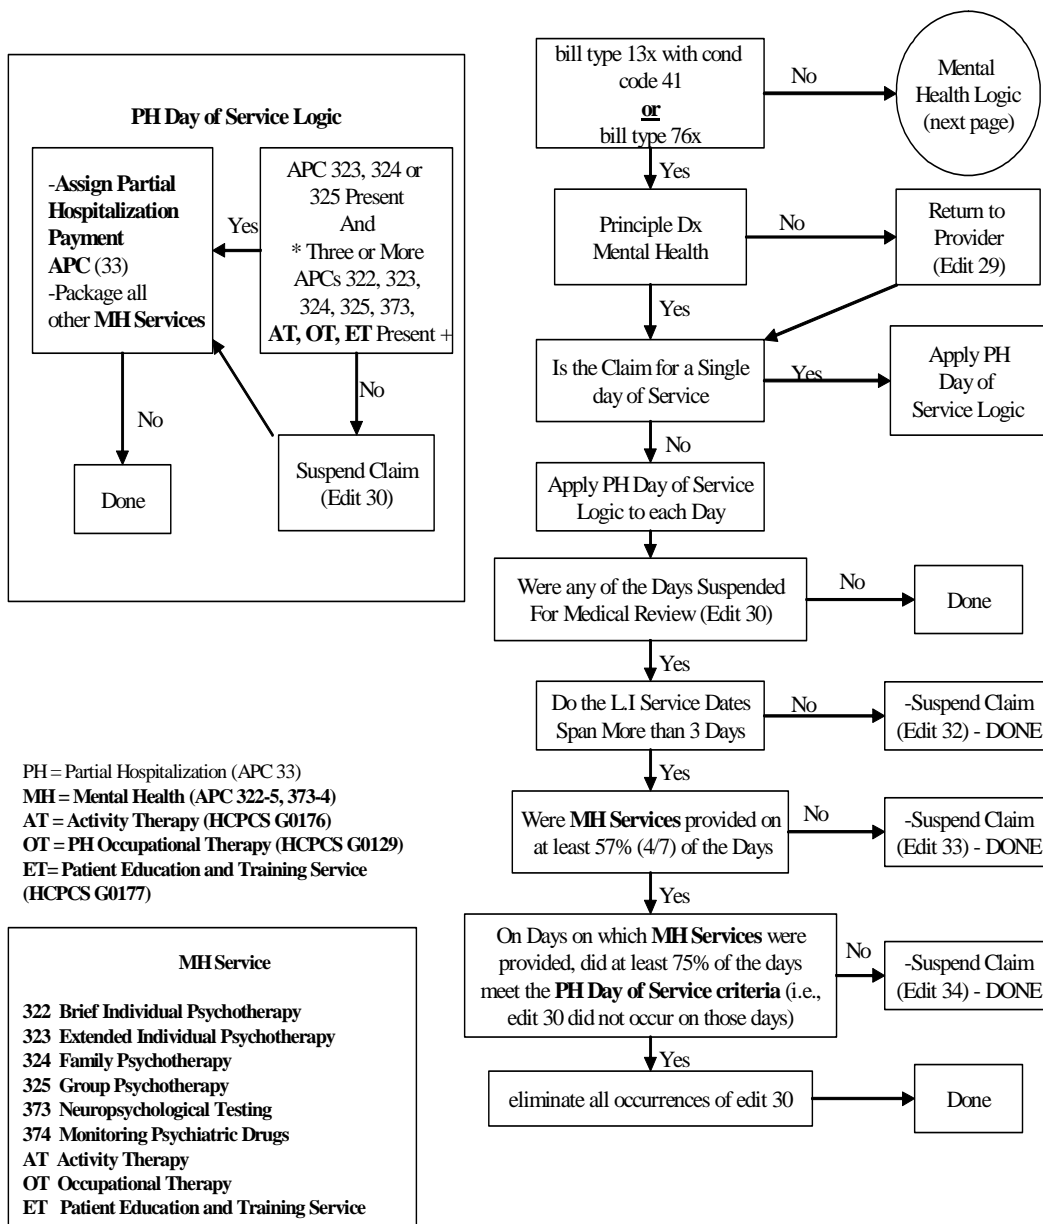 PH Day of Service Logic
-Assign Partial
Hospitalization
Payment
APC (33)
-Package all
other MH Services
Yes
APC 323, 324 or
325 Present
And
* Three or More
APCs 322, 323,
324, 325, 373,
AT, OT, ET Present +
No
No
Done
Suspend Claim
(Edit 30)
bill type 13x with cond
code 41
or
bill type 76x
No
Mental
Health Logic
(next page)
Yes
Principle Dx
Mental Health
No
Return to
Provider
(Edit 29)
Yes
Is the Claim for a Single
day of Service
Yes
Apply PH
Day of
Service Logic
No
Apply PH Day of Service
Logic to each Day
Were any of the Days Suspended
For Medical Review (Edit 30)
No
Done
Yes
Do the L.I Service Dates
Span More than 3 Days
No
-Suspend Claim
(Edit 32) - DONE
Yes
Were MH Services provided on
at least 57% (4/7) of the Days
No
-Suspend Claim
(Edit 33) - DONE
Yes
On Days on which MH Services were
provided, did at least 75% of the days
meet the PH Day of Service criteria (i.e.,
edit 30 did not occur on those days)
No
-Suspend Claim
(Edit 34) - DONE
Yes
eliminate all occurrences of edit 30
Done
PH = Partial Hospitalization (APC 33)
MH = Mental Health (APC 322-5, 373-4)
AT = Activity Therapy (HCPCS G0176)
OT = PH Occupational Therapy (HCPCS G0129)
ET= Patient Education and Training Service
(HCPCS G0177)
MH Service
322 Brief Individual Psychotherapy
323 Extended Individual Psychotherapy
324 Family Psychotherapy
325 Group Psychotherapy
373 Neuropsychological Testing
374 Monitoring Psychiatric Drugs
AT Activity Therapy
OT Occupational Therapy
ET Patient Education and Training Service